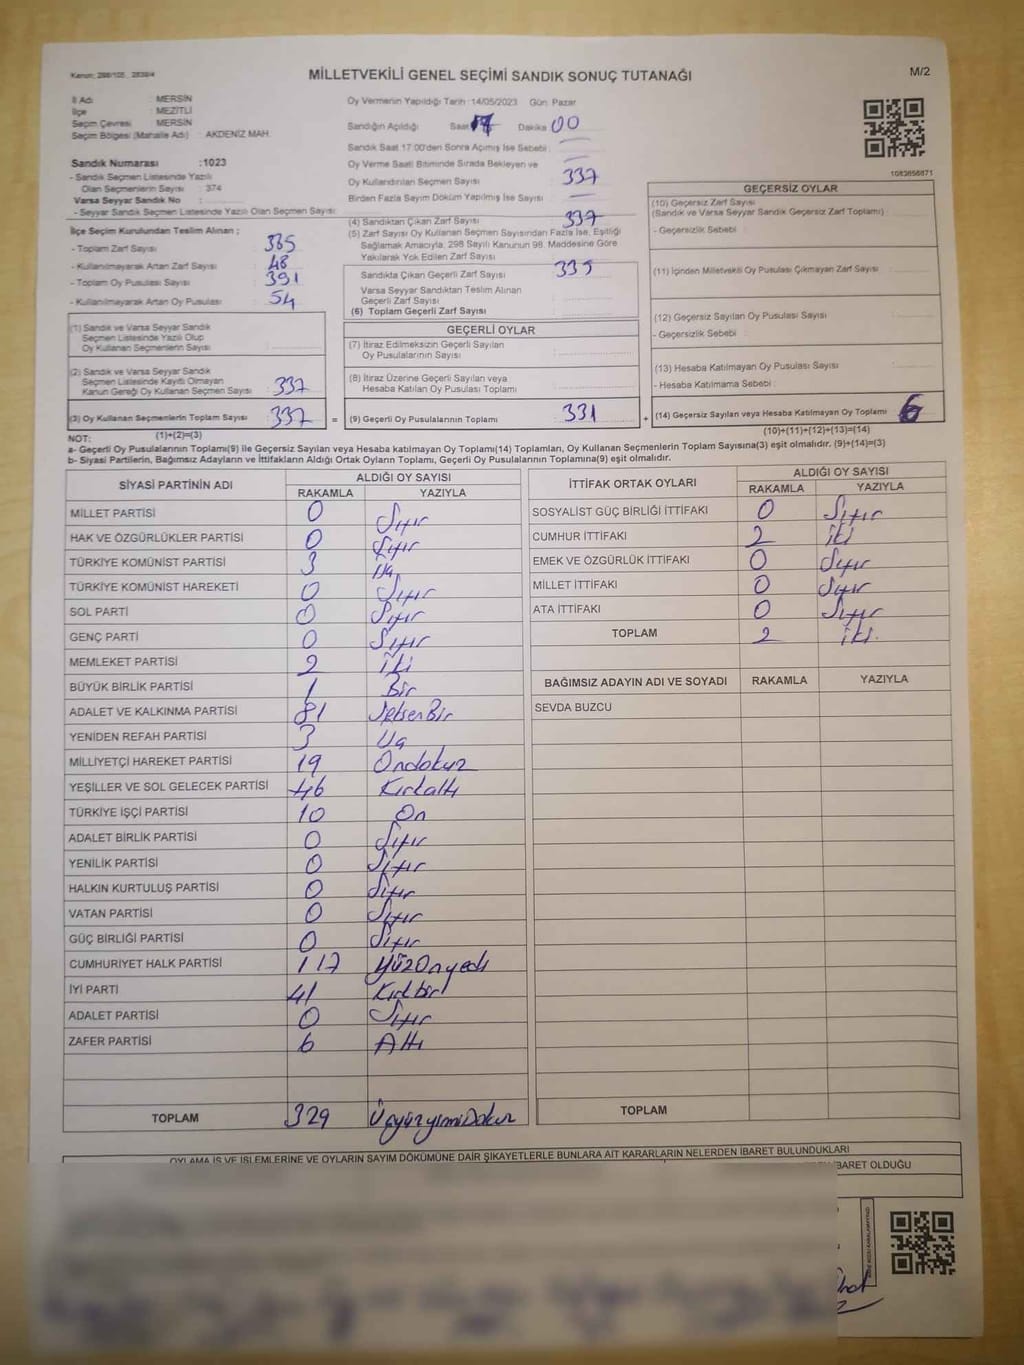 Kanun: 298/105 , 2839/4
MİLLETVEKİLİ GENEL SEÇİMİ SANDIK SONUÇ TUTANAĞI
M/2
İl Adı : MERSİN
İlçe : MEZİTLİ
Seçim Çevresi : MERSİN
Seçim Bölgesi (Mahalle Adı) : AKDENİZ MAH.
Sandık Numarası :1023
- Sandık Seçmen Listesinde Yazılı
Olan Seçmenlerin Sayısı : 374
Varsa Seyyar Sandık No :
- Seyyar Sandık Seçmen Listesinde Yazılı Olan Seçmen Sayısı:
İlçe Seçim Kurulundan Teslim Alınan ;
- Toplam Zarf Sayısı : 385
- Kullanılmayarak Artan Zarf Sayısı : 48
- Toplam Oy Pusulası Sayısı : 391
- Kullanılmayarak Artan Oy Pusulası : 54
Oy Vermenin Yapıldığı Tarih :14/05/2023 Gün: Pazar
Sandığın Açıldığı Saat 17 Dakika 00
Sandık Saat 17:00'den Sonra Açılmış İse Sebebi :
Oy Verme Saati Bitiminde Sırada Bekleyen ve
Oy Kullandırılan Seçmen Sayısı : 337
Birden Fazla Sayım Döküm Yapılmış İse Sayısı :
(4) Sandıktan Çıkan Zarf Sayısı : 337
(5) Zarf Sayısı Oy Kullanan Seçmen Sayısından Fazla İse, Eşitliği
Sağlamak Amacıyla, 298 Sayılı Kanunun 98. Maddesine Göre
Yakılarak Yok Edilen Zarf Sayısı :
Sandıkta Çıkan Geçerli Zarf Sayısı : 335
Varsa Seyyar Sandıktan Teslim Alınan
Geçerli Zarf Sayısı :
(6) Toplam Geçerli Zarf Sayısı :
1083656871
GEÇERSİZ OYLAR
(10) Geçersiz Zarf Sayısı
(Sandık ve Varsa Seyyar Sandık Geçersiz Zarf Toplamı) :
- Geçersizlik Sebebi :
(11) İçinden Milletvekili Oy Pusulası Çıkmayan Zarf Sayısı :
(12) Geçersiz Sayılan Oy Pusulası Sayısı :
- Geçersizlik Sebebi :
(13) Hesaba Katılmayan Oy Pusulası Sayısı :
- Hesaba Katılmama Sebebi :
(14) Geçersiz Sayılan veya Hesaba Katılmayan Oy Toplamı : 6
(10)+(11)+(12)+(13)=(14)
(1) Sandık ve Varsa Seyyar Sandık
Seçmen Listesinde Yazılı Olup
Oy Kullanan Seçmenlerin Sayısı :
(2) Sandık ve Varsa Seyyar Sandık
Seçmen Listesinde Kayıtlı Olmayan
Kanun Gereği Oy Kullanan Seçmen Sayısı : 337
(3) Oy Kullanan Seçmenlerin Toplam Sayısı : 337 =
(1)+(2)=(3)
GEÇERLİ OYLAR
(7) İtiraz Edilmeksizin Geçerli Sayılan
Oy Pusulalarının Sayısı :
(8) İtiraz Üzerine Geçerli Sayılan veya
Hesaba Katılan Oy Pusulası Toplamı :
(9) Geçerli Oy Pusulalarının Toplamı : 331 +
NOT:
a- Geçerli Oy Pusulalarının Toplamı(9) ile Geçersiz Sayılan veya Hesaba katılmayan Oy Toplamı(14) Toplamları, Oy Kullanan Seçmenlerin Toplam Sayısına(3) eşit olmalıdır. (9)+(14)=(3)
b- Siyasi Partilerin, Bağımsız Adayların ve İttifakların Aldığı Ortak Oyların Toplamı, Geçerli Oy Pusulalarının Toplamına(9) eşit olmalıdır.
SİYASİ PARTİNİN ADI ALDIĞI OY SAYISI
RAKAMLA YAZIYLA
MİLLET PARTİSİ 0 Sıfır
HAK VE ÖZGÜRLÜKLER PARTİSİ 0 Sıfır
TÜRKİYE KOMÜNİST PARTİSİ 3 Üç
TÜRKİYE KOMÜNİST HAREKETİ 0 Sıfır
SOL PARTİ 0 Sıfır
GENÇ PARTİ 0 Sıfır
MEMLEKET PARTİSİ 2 İki
BÜYÜK BİRLİK PARTİSİ 1 Bir
ADALET VE KALKINMA PARTİSİ 81 SeksenBir
YENİDEN REFAH PARTİSİ 3 Üç
MİLLİYETÇİ HAREKET PARTİSİ 19 Ondokuz
YEŞİLLER VE SOL GELECEK PARTİSİ 46 Kırkaltı
TÜRKİYE İŞÇİ PARTİSİ 10 On
ADALET BİRLİK PARTİSİ 0 Sıfır
YENİLİK PARTİSİ 0 Sıfır
HALKIN KURTULUŞ PARTİSİ 0 Sıfır
VATAN PARTİSİ 0 Sıfır
GÜÇ BİRLİĞİ PARTİSİ 0 Sıfır
CUMHURİYET HALK PARTİSİ 117 YüzOnyedi
İYİ PARTİ 41 Kırkbir
ADALET PARTİSİ 0 Sıfır
ZAFER PARTİSİ 6 Altı
TOPLAM 329 ÜçyüzyirmiDokuz
İTTİFAK ORTAK OYLARI ALDIĞI OY SAYISI
RAKAMLA YAZIYLA
SOSYALİST GÜÇ BİRLİĞİ İTTİFAKI 0 Sıfır
CUMHUR İTTİFAKI 2 İki
EMEK VE ÖZGÜRLÜK İTTİFAKI 0 Sıfır
MİLLET İTTİFAKI 0 Sıfır
ATA İTTİFAKI 0 Sıfır
TOPLAM 2 İki.
BAĞIMSIZ ADAYIN ADI VE SOYADI RAKAMLA YAZIYLA
SEVDA BUZCU
TOPLAM
OYLAMA İŞ VE İŞLEMLERİNE VE OYLARIN SAYIM DÖKÜMÜNE DAİR ŞİKAYETLERLE BUNLARA AİT KARARLARIN NELERDEN İBARET BULUNDUKLARI
İBARET OLDUĞU